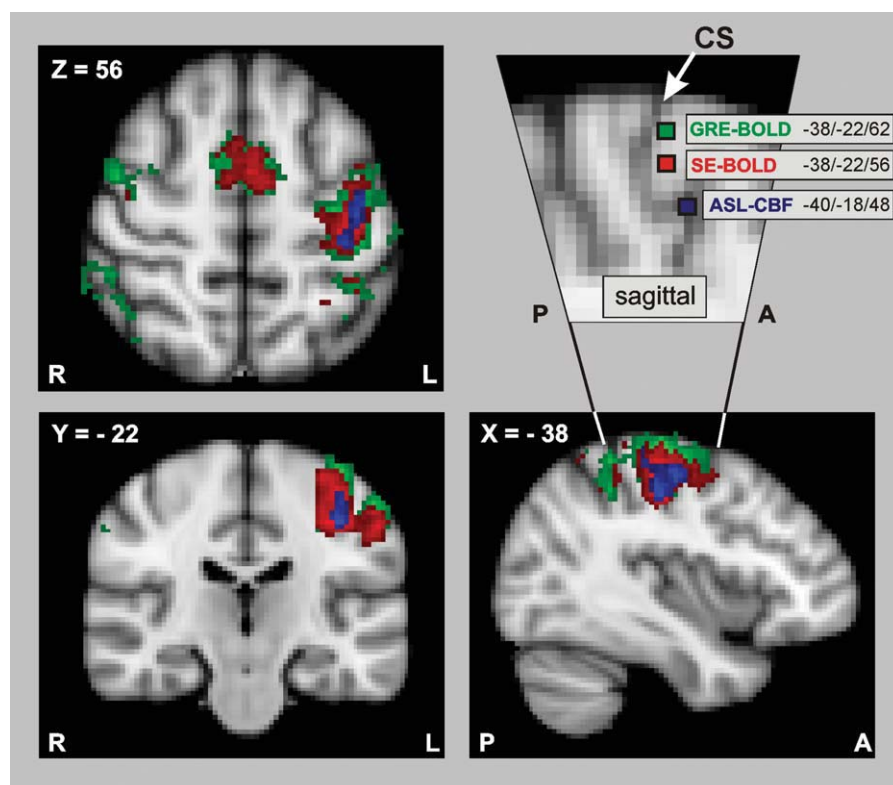 Z = 56
R
L
CS
GRE-BOLD -38/-22/62
SE-BOLD -38/-22/56
ASL-CBF -40/-18/48
sagittal
P
A
Y = - 22
R
L
X = - 38
P
A